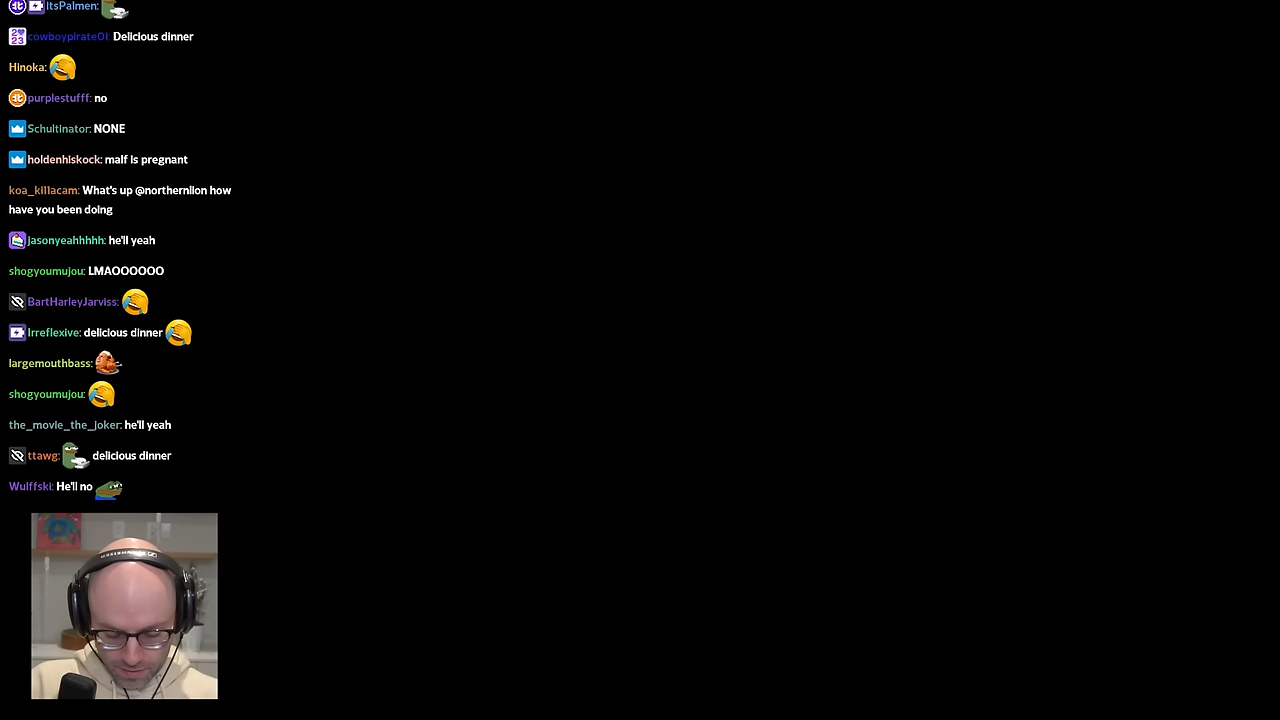 ItsPalmen:
cowboypirate01: Delicious dinner
Hinoka:
purplestufff: no
Schultinator: NONE
holdenhiskock: malf is pregnant
koa_killacam: What's up @northernlion how
have you been doing
Jasonyeahhhhh: he'll yeah
shogyoumujou: LMAOOOOOO
BartHarleyJarviss:
Irreflexive: delicious dinner
largemouthbass:
shogyoumujou:
the_movie_the_joker: he'll yeah
ttawg: delicious dinner
Wulffski: He'll no